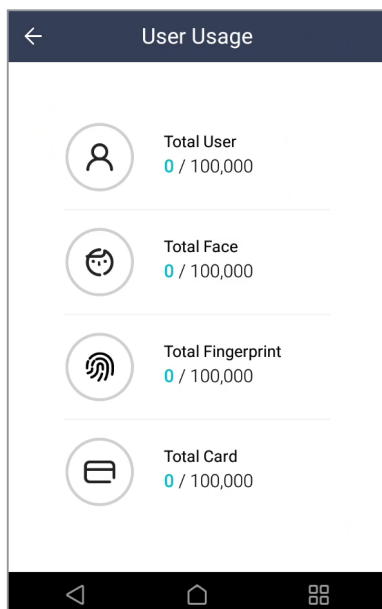 User Usage
Total User
0 / 100,000
Total Face
0 / 100,000
Total Fingerprint
0 / 100,000
Total Card
0 / 100,000